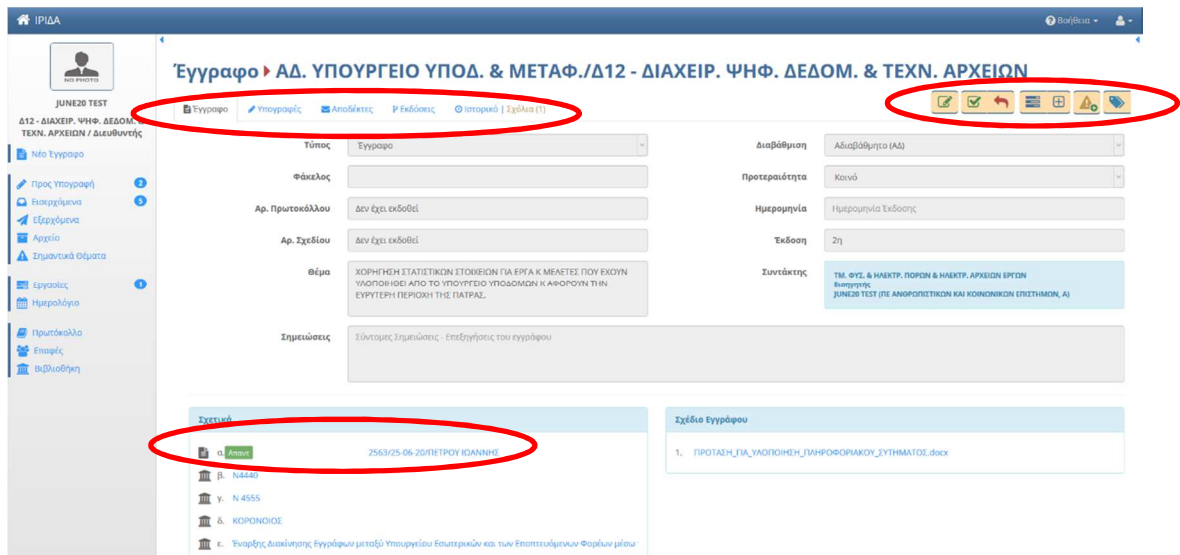 ΙΡΙΔΑ
Βοήθεια
NO PHOTO
JUNE20 TEST
Δ12 - ΔΙΑΧΕΙΡ. ΨΗΦ. ΔΕΔΟΜ. &
ΤΕΧΝ. ΑΡΧΕΙΩΝ / Διευθυντής
Νέο Έγγραφο
Προς Υπογραφή 2
Εισερχόμενα 5
Εξερχόμενα
Αρχείο
Σημαντικά Θέματα
Εργασίες 1
Ημερολόγιο
Πρωτόκολλο
Επαφές
Βιβλιοθήκη
Έγγραφο ΑΔ. ΥΠΟΥΡΓΕΙΟ ΥΠΟΔ. & ΜΕΤΑΦ./Δ12 - ΔΙΑΧΕΙΡ. ΨΗΦ. ΔΕΔΟΜ. & ΤΕΧΝ. ΑΡΧΕΙΩΝ
Έγγραφο Υπογραφές Αποδέκτες Εκδόσεις Ιστορικό | Σχόλια (1)
Τύπος Έγγραφο Διαβάθμιση Αδιαβάθμητο (ΑΔ)
Φάκελος Προτεραιότητα Κοινό
Αρ. Πρωτοκόλλου Δεν έχει εκδοθεί Ημερομηνία Ημερομηνία Έκδοσης
Αρ. Σχεδίου Δεν έχει εκδοθεί Έκδοση 2η
Θέμα ΧΟΡΗΓΗΣΗ ΣΤΑΤΙΣΤΙΚΩΝ ΣΤΟΙΧΕΙΩΝ ΓΙΑ ΕΡΓΑ Κ ΜΕΛΕΤΕΣ ΠΟΥ ΕΧΟΥΝ
ΥΛΟΠΟΙΗΘΕΙ ΑΠΟ ΤΟ ΥΠΟΥΡΓΕΙΟ ΥΠΟΔΟΜΩΝ Κ ΑΦΟΡΟΥΝ ΤΗΝ
ΕΥΡΥΤΕΡΗ ΠΕΡΙΟΧΗ ΤΗΣ ΠΑΤΡΑΣ.
Συντάκτης ΤΜ. ΦΥΣ. & ΗΛΕΚΤΡ. ΠΟΡΩΝ & ΗΛΕΚΤΡ. ΑΡΧΕΙΩΝ ΕΡΓΩΝ
Εισηγητής
JUNE20 TEST (ΠΕ ΑΝΘΡΩΠΙΣΤΙΚΩΝ ΚΑΙ ΚΟΙΝΩΝΙΚΩΝ ΕΠΙΣΤΗΜΩΝ, Α)
Σημειώσεις Σύντομες Σημειώσεις - Επεξηγήσεις του εγγράφου
Σχετικά
α. Απαντ 2563/25-06-20/ΠΕΤΡΟΥ ΙΩΑΝΝΗΣ
β. Ν4440
γ. Ν 4555
δ. ΚΟΡΟΝΟΙΟΣ
ε. Έναρξης Διακίνησης Εγγράφων μεταξύ Υπουργείου Εσωτερικών και των Εποπτευόμενων Φορέων μέσω
Σχέδιο Εγγράφου
1. ΠΡΟΤΑΣΗ_ΓΙΑ_ΥΛΟΠΟΙΗΣΗ_ΠΛΗΡΟΦΟΡΙΑΚΟΥ_ΣΥΤΗΜΑΤΟΣ.docx